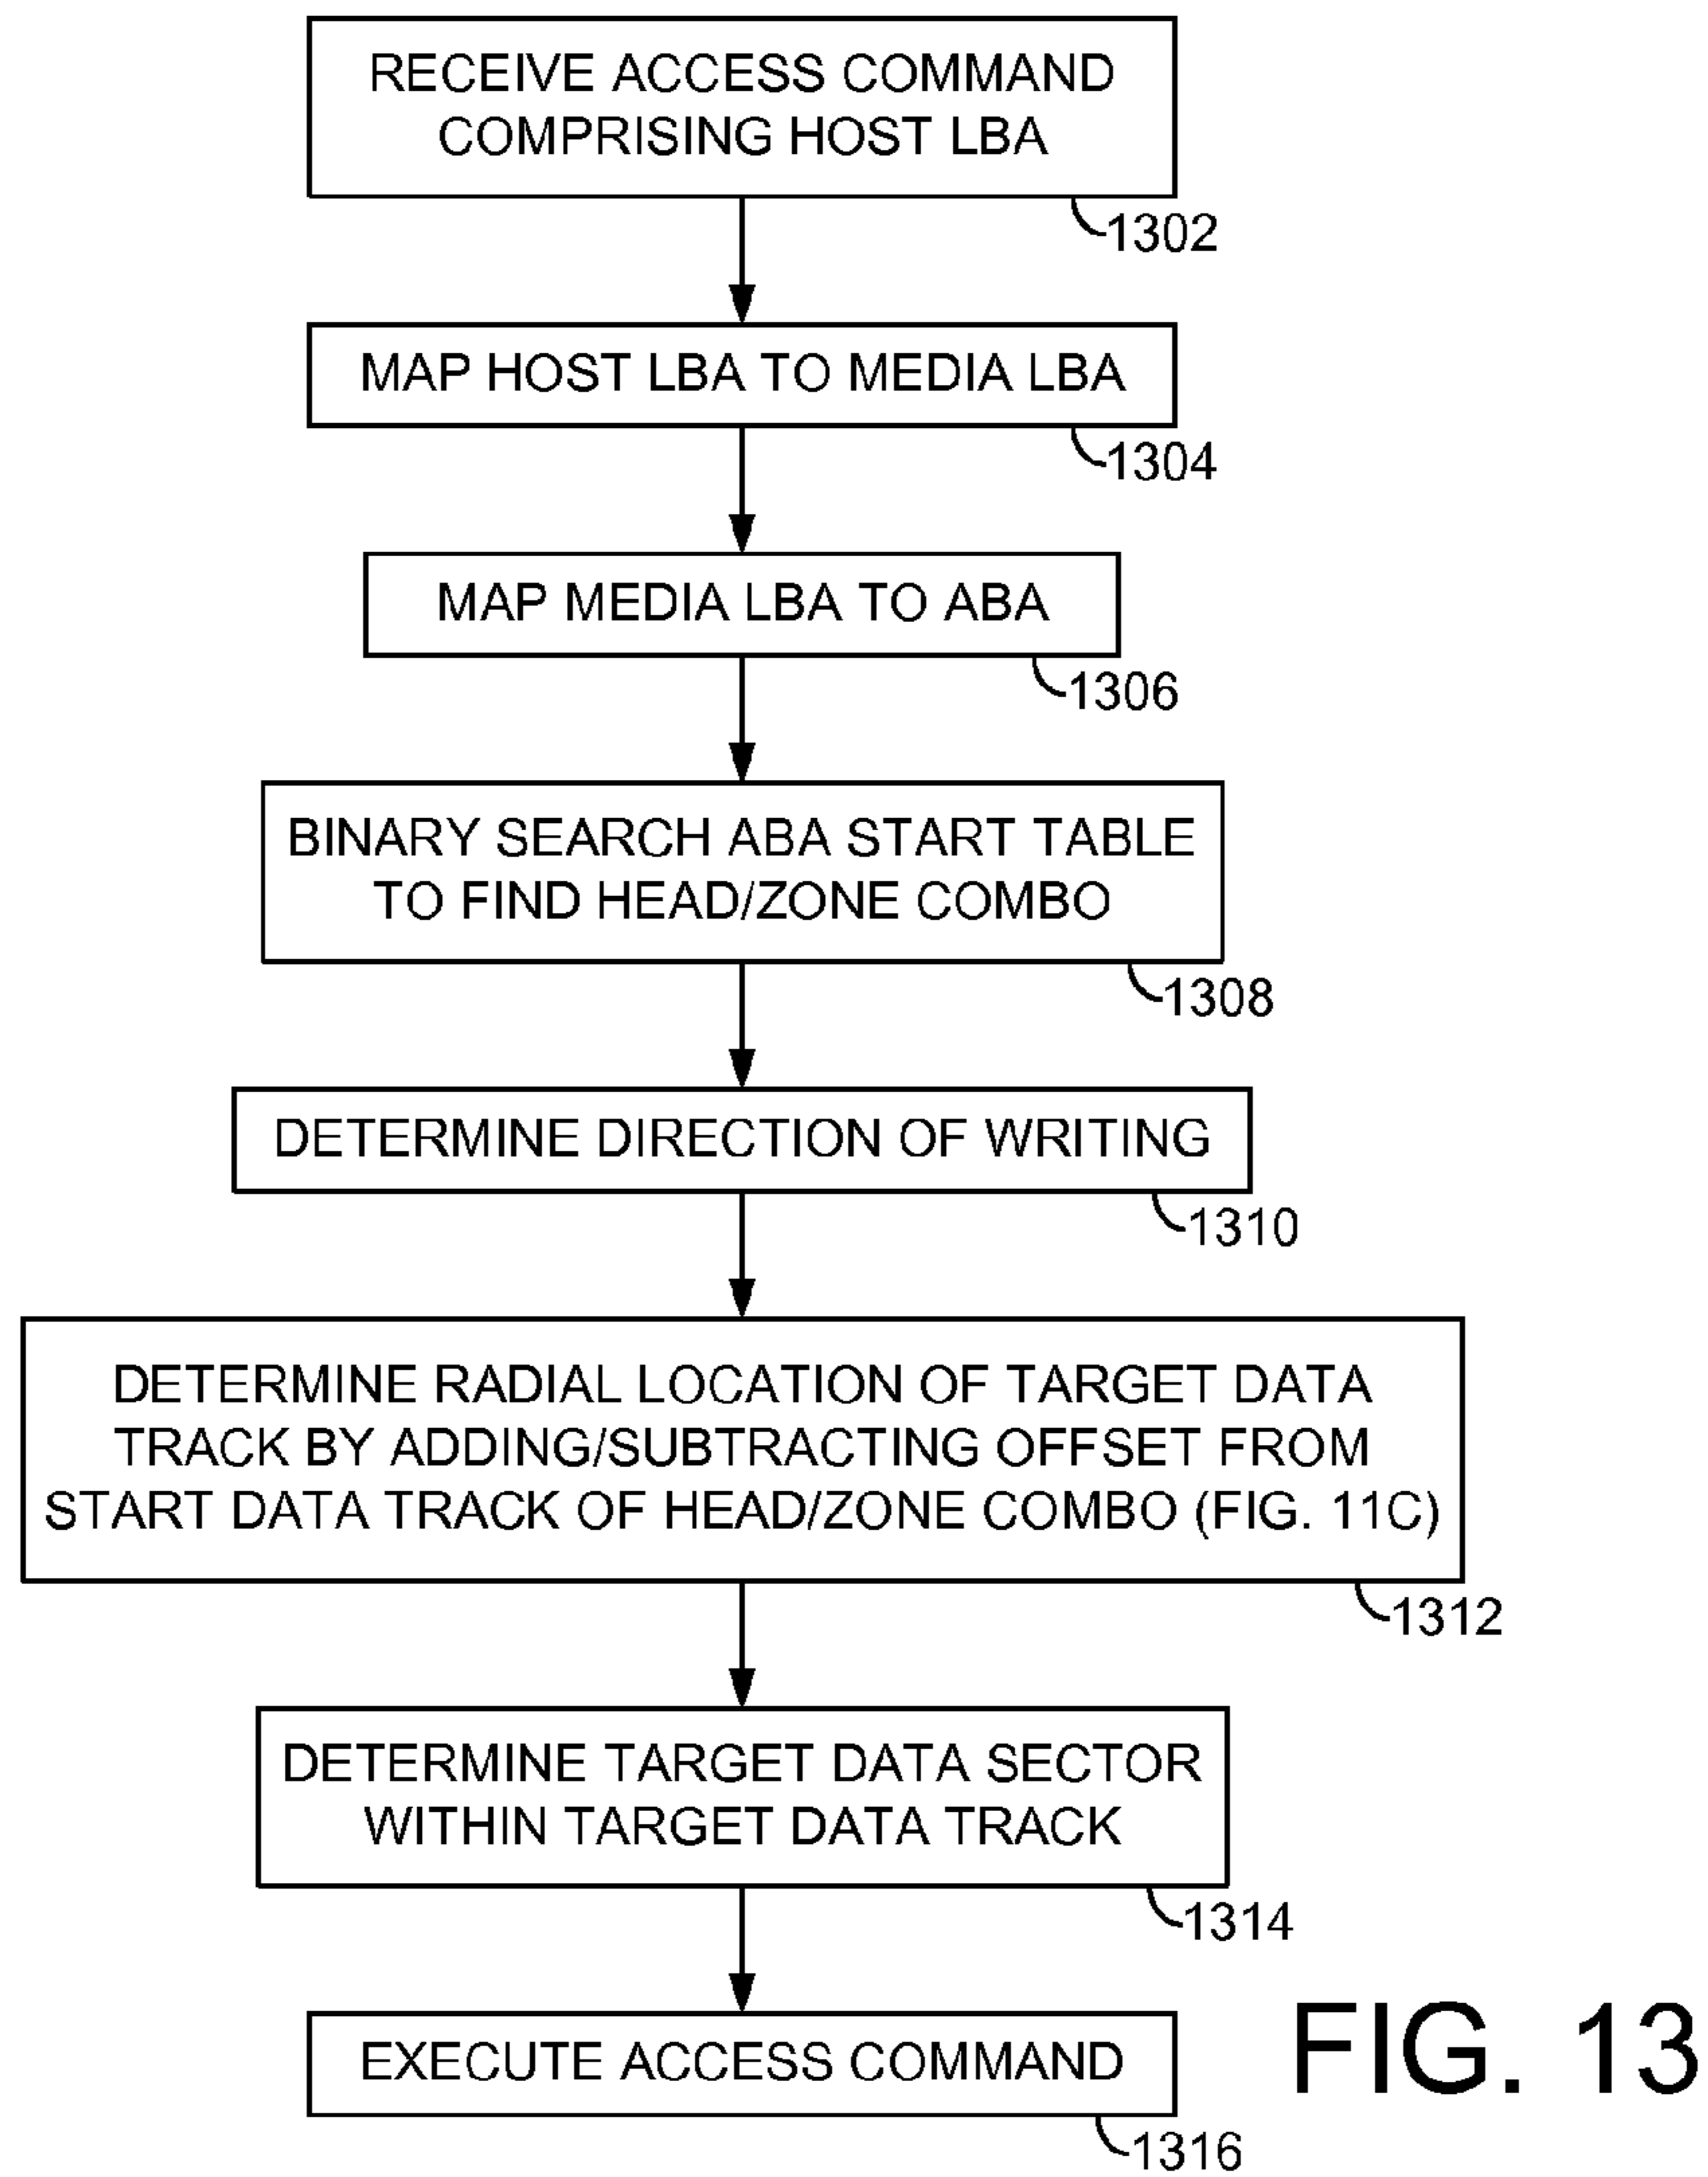 RECEIVE ACCESS COMMAND
COMPRISING HOST LBA
1302
MAP HOST LBA TO MEDIA LBA
1304
MAP MEDIA LBA TO ABA
1306
BINARY SEARCH ABA START TABLE
TO FIND HEAD/ZONE COMBO
1308
DETERMINE DIRECTION OF WRITING
1310
DETERMINE RADIAL LOCATION OF TARGET DATA
TRACK BY ADDING/SUBTRACTING OFFSET FROM
START DATA TRACK OF HEAD/ZONE COMBO (FIG. 11C)
1312
DETERMINE TARGET DATA SECTOR
WITHIN TARGET DATA TRACK
1314
EXECUTE ACCESS COMMAND
1316
FIG. 13